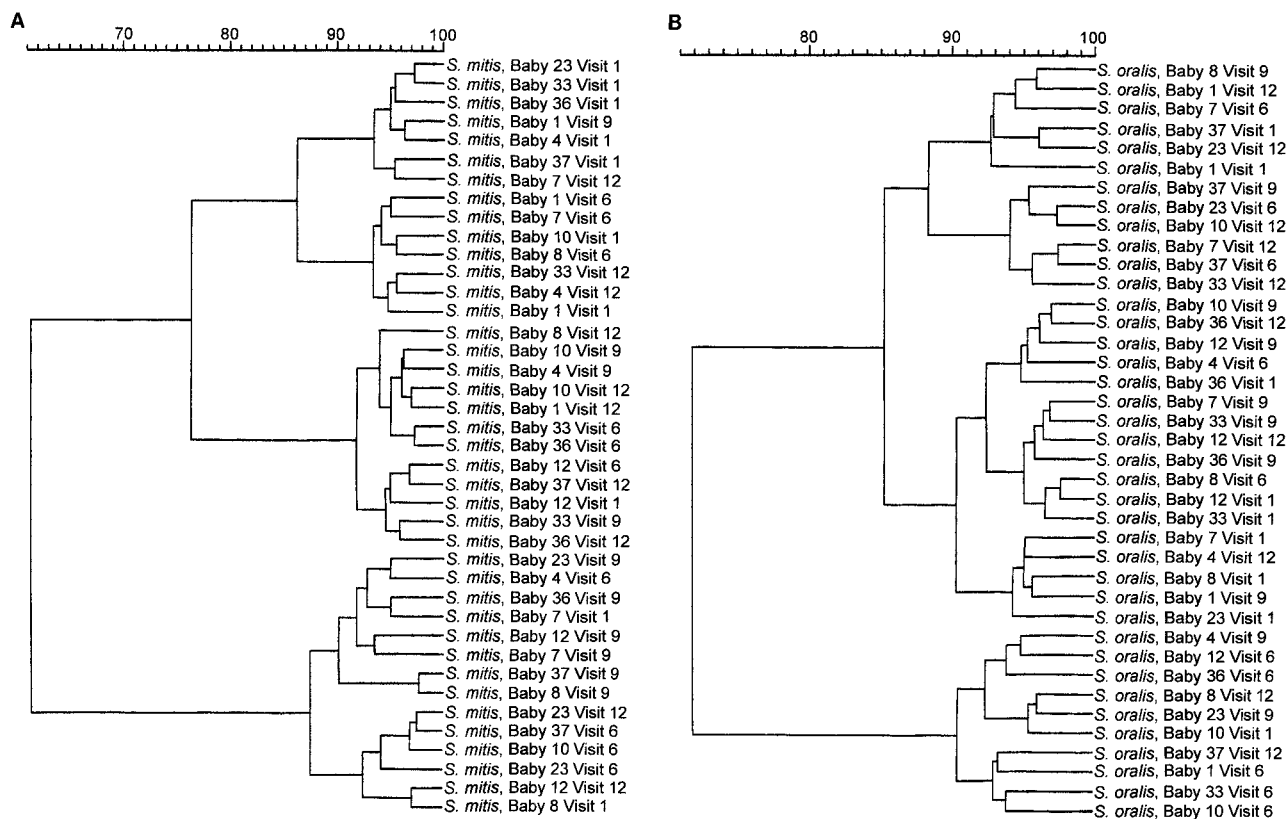 A
70 80 90 100
S. mitis, Baby 23 Visit 1
S. mitis, Baby 33 Visit 1
S. mitis, Baby 36 Visit 1
S. mitis, Baby 1 Visit 9
S. mitis, Baby 4 Visit 1
S. mitis, Baby 37 Visit 1
S. mitis, Baby 7 Visit 12
S. mitis, Baby 1 Visit 6
S. mitis, Baby 7 Visit 6
S. mitis, Baby 10 Visit 1
S. mitis, Baby 8 Visit 6
S. mitis, Baby 33 Visit 12
S. mitis, Baby 4 Visit 12
S. mitis, Baby 1 Visit 1
S. mitis, Baby 8 Visit 12
S. mitis, Baby 10 Visit 9
S. mitis, Baby 4 Visit 9
S. mitis, Baby 10 Visit 12
S. mitis, Baby 1 Visit 12
S. mitis, Baby 33 Visit 6
S. mitis, Baby 36 Visit 6
S. mitis, Baby 12 Visit 6
S. mitis, Baby 37 Visit 12
S. mitis, Baby 12 Visit 1
S. mitis, Baby 33 Visit 9
S. mitis, Baby 36 Visit 12
S. mitis, Baby 23 Visit 9
S. mitis, Baby 4 Visit 6
S. mitis, Baby 36 Visit 9
S. mitis, Baby 7 Visit 1
S. mitis, Baby 12 Visit 9
S. mitis, Baby 7 Visit 9
S. mitis, Baby 37 Visit 9
S. mitis, Baby 8 Visit 9
S. mitis, Baby 23 Visit 12
S. mitis, Baby 37 Visit 6
S. mitis, Baby 10 Visit 6
S. mitis, Baby 23 Visit 6
S. mitis, Baby 12 Visit 12
S. mitis, Baby 8 Visit 1
B
80 90 100
S. oralis, Baby 8 Visit 9
S. oralis, Baby 1 Visit 12
S. oralis, Baby 7 Visit 6
S. oralis, Baby 37 Visit 1
S. oralis, Baby 23 Visit 12
S. oralis, Baby 1 Visit 1
S. oralis, Baby 37 Visit 9
S. oralis, Baby 23 Visit 6
S. oralis, Baby 10 Visit 12
S. oralis, Baby 7 Visit 12
S. oralis, Baby 37 Visit 6
S. oralis, Baby 33 Visit 12
S. oralis, Baby 10 Visit 9
S. oralis, Baby 36 Visit 12
S. oralis, Baby 12 Visit 9
S. oralis, Baby 4 Visit 6
S. oralis, Baby 36 Visit 1
S. oralis, Baby 7 Visit 9
S. oralis, Baby 33 Visit 9
S. oralis, Baby 12 Visit 12
S. oralis, Baby 36 Visit 9
S. oralis, Baby 8 Visit 6
S. oralis, Baby 12 Visit 1
S. oralis, Baby 33 Visit 1
S. oralis, Baby 7 Visit 1
S. oralis, Baby 4 Visit 12
S. oralis, Baby 8 Visit 1
S. oralis, Baby 1 Visit 9
S. oralis, Baby 23 Visit 1
S. oralis, Baby 4 Visit 9
S. oralis, Baby 12 Visit 6
S. oralis, Baby 36 Visit 6
S. oralis, Baby 8 Visit 12
S. oralis, Baby 23 Visit 9
S. oralis, Baby 10 Visit 1
S. oralis, Baby 37 Visit 12
S. oralis, Baby 1 Visit 6
S. oralis, Baby 33 Visit 6
S. oralis, Baby 10 Visit 6